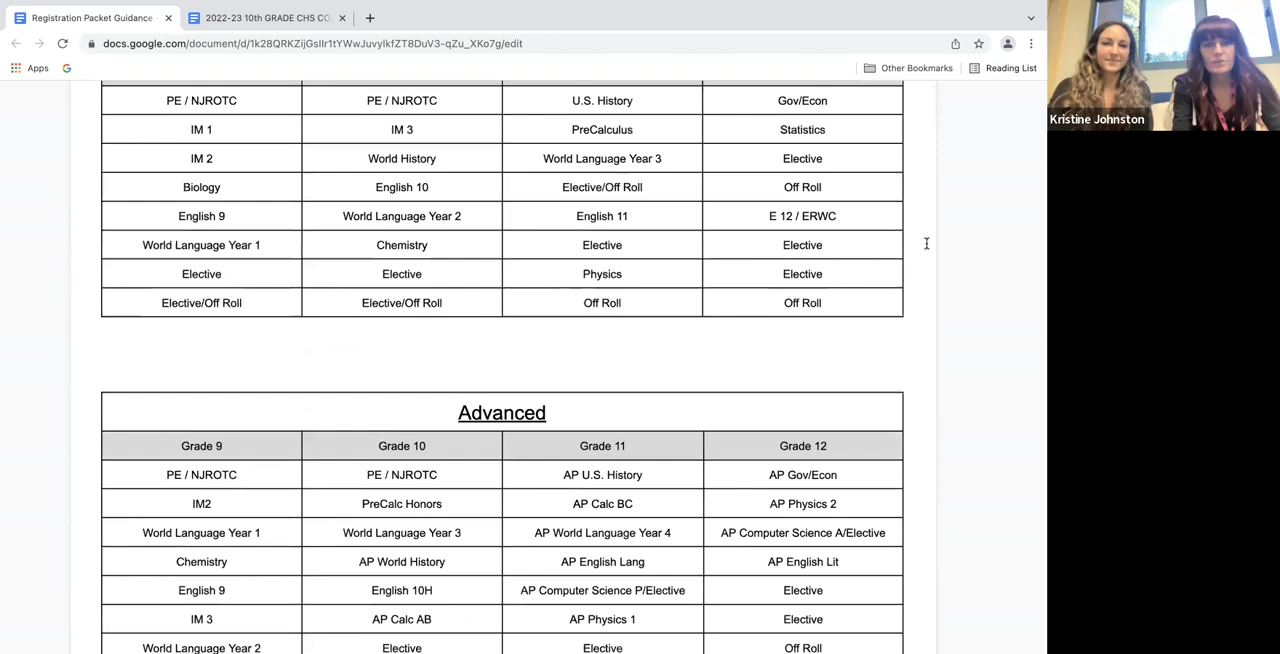 Registration Packet Guidance -
2022-23 10th GRADE CHS CO
docs.google.com/document/d/1k28QRKZijGsIlr1tYWwJuvylkfZT8DuV3-qZu_XKo7g/edit
Apps
Other Bookmarks
Reading List
Kristine Johnston
PE / NJROTC PE / NJROTC U.S. History Gov/Econ
IM 1 IM 3 PreCalculus Statistics
IM 2 World History World Language Year 3 Elective
Biology English 10 Elective/Off Roll Off Roll
English 9 World Language Year 2 English 11 E 12 / ERWC
World Language Year 1 Chemistry Elective Elective
Elective Elective Physics Elective
Elective/Off Roll Elective/Off Roll Off Roll Off Roll
Advanced
Grade 9 Grade 10 Grade 11 Grade 12
PE / NJROTC PE / NJROTC AP U.S. History AP Gov/Econ
IM2 PreCalc Honors AP Calc BC AP Physics 2
World Language Year 1 World Language Year 3 AP World Language Year 4 AP Computer Science A/Elective
Chemistry AP World History AP English Lang AP English Lit
English 9 English 10H AP Computer Science P/Elective Elective
IM 3 AP Calc AB AP Physics 1 Elective
World Language Year 2 Elective Elective Off Roll